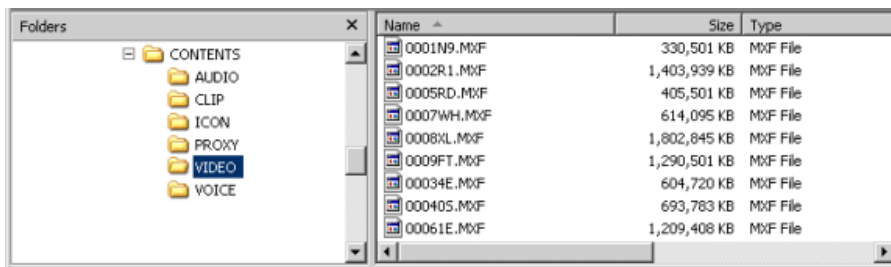 Folders
CONTENTS
AUDIO
CLIP
ICON
PROXY
VIDEO
VOICE
Name Size Type
0001N9.MXF 330,501 KB MXF File
0002R1.MXF 1,403,939 KB MXF File
0005RD.MXF 405,501 KB MXF File
0007WH.MXF 614,095 KB MXF File
0008XL.MXF 1,802,845 KB MXF File
0009FT.MXF 1,290,501 KB MXF File
00034E.MXF 604,720 KB MXF File
000405.MXF 693,783 KB MXF File
00061E.MXF 1,209,408 KB MXF File